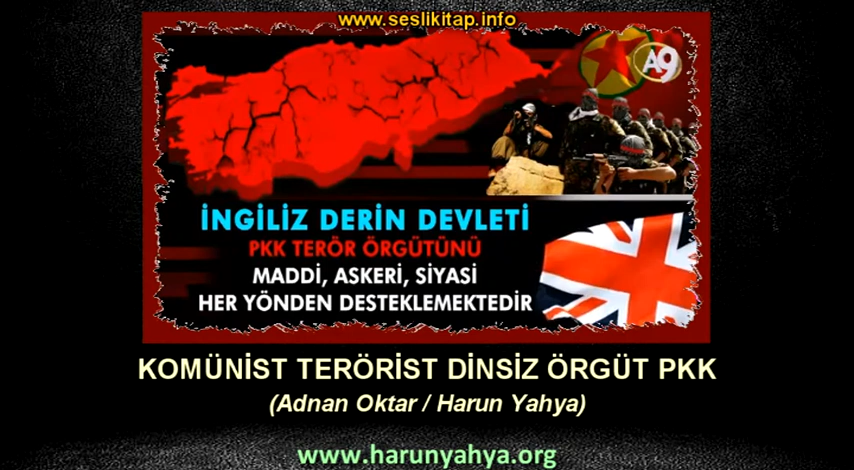 www.seslikitap.info
A9
İNGİLİZ DERİN DEVLETİ
PKK TERÖR ÖRGÜTÜNÜ
MADDİ, ASKERİ, SİYASİ
HER YÖNDEN DESTEKLEMEKTEDİR
KOMÜNİST TERÖRİST DİNSİZ ÖRGÜT PKK
(Adnan Oktar / Harun Yahya)
www.harunyahya.org